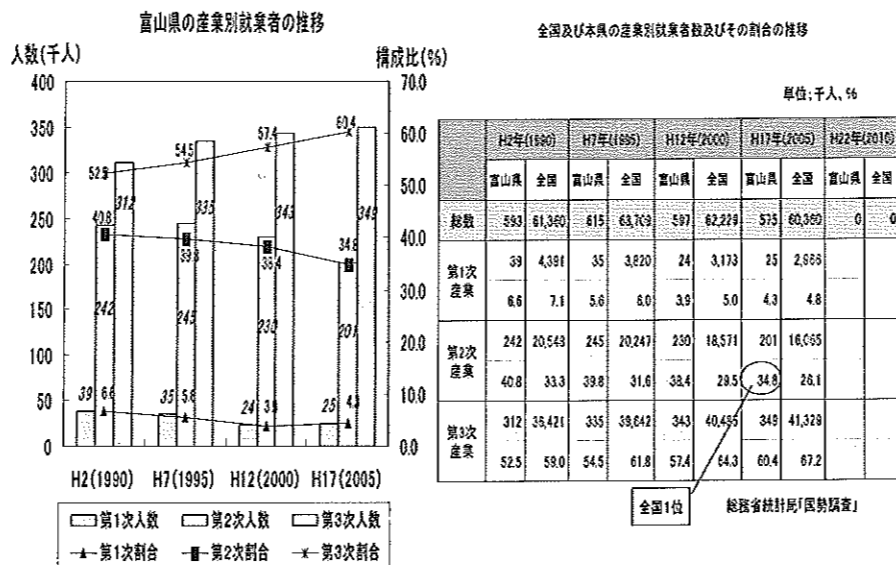 富山県の産業別就業者の推移
人数(千人)
構成比(%)
400
350
300
250
200
150
100
50
0
70.0
60.0
50.0
40.0
30.0
20.0
10.0
0.0
52.5
54.5
57.4
60.4
312
335
343
349
40.8
39.8
38.4
34.8
242
245
230
201
39
6.6
35
5.6
24
3.9
25
4.3
H2(1990) H7(1995) H12(2000) H17(2005)
第1次人数 第2次人数 第3次人数
第1次割合 第2次割合 第3次割合
全国及び本県の産業別就業者数及びその割合の推移
単位;千人、%
H2年(1990) H7年(1995) H12年(2000) H17年(2005) H22年(2010)
富山県 全国 富山県 全国 富山県 全国 富山県 全国 富山県 全国
総数 593 615 63,709 597 62,229 575 60,360 0 0
第1次産業
39 4,391 35 3,820 24 3,173 25
6.6 7.1 5.6 6.0 3.9 5.0 4.3 4.8
第2次産業
242 20,543 245 20,247 230 18,571 201 16,065
40.8 33.3 39.8 31.6 38.4 29.5 34.8 26.1
第3次産業
312 36,421 335 39,642 343 349 41,329
52.5 59.0 54.5 61.8 57.4 64.3 60.4 67.2
全国1位
総務省統計局「国勢調査」